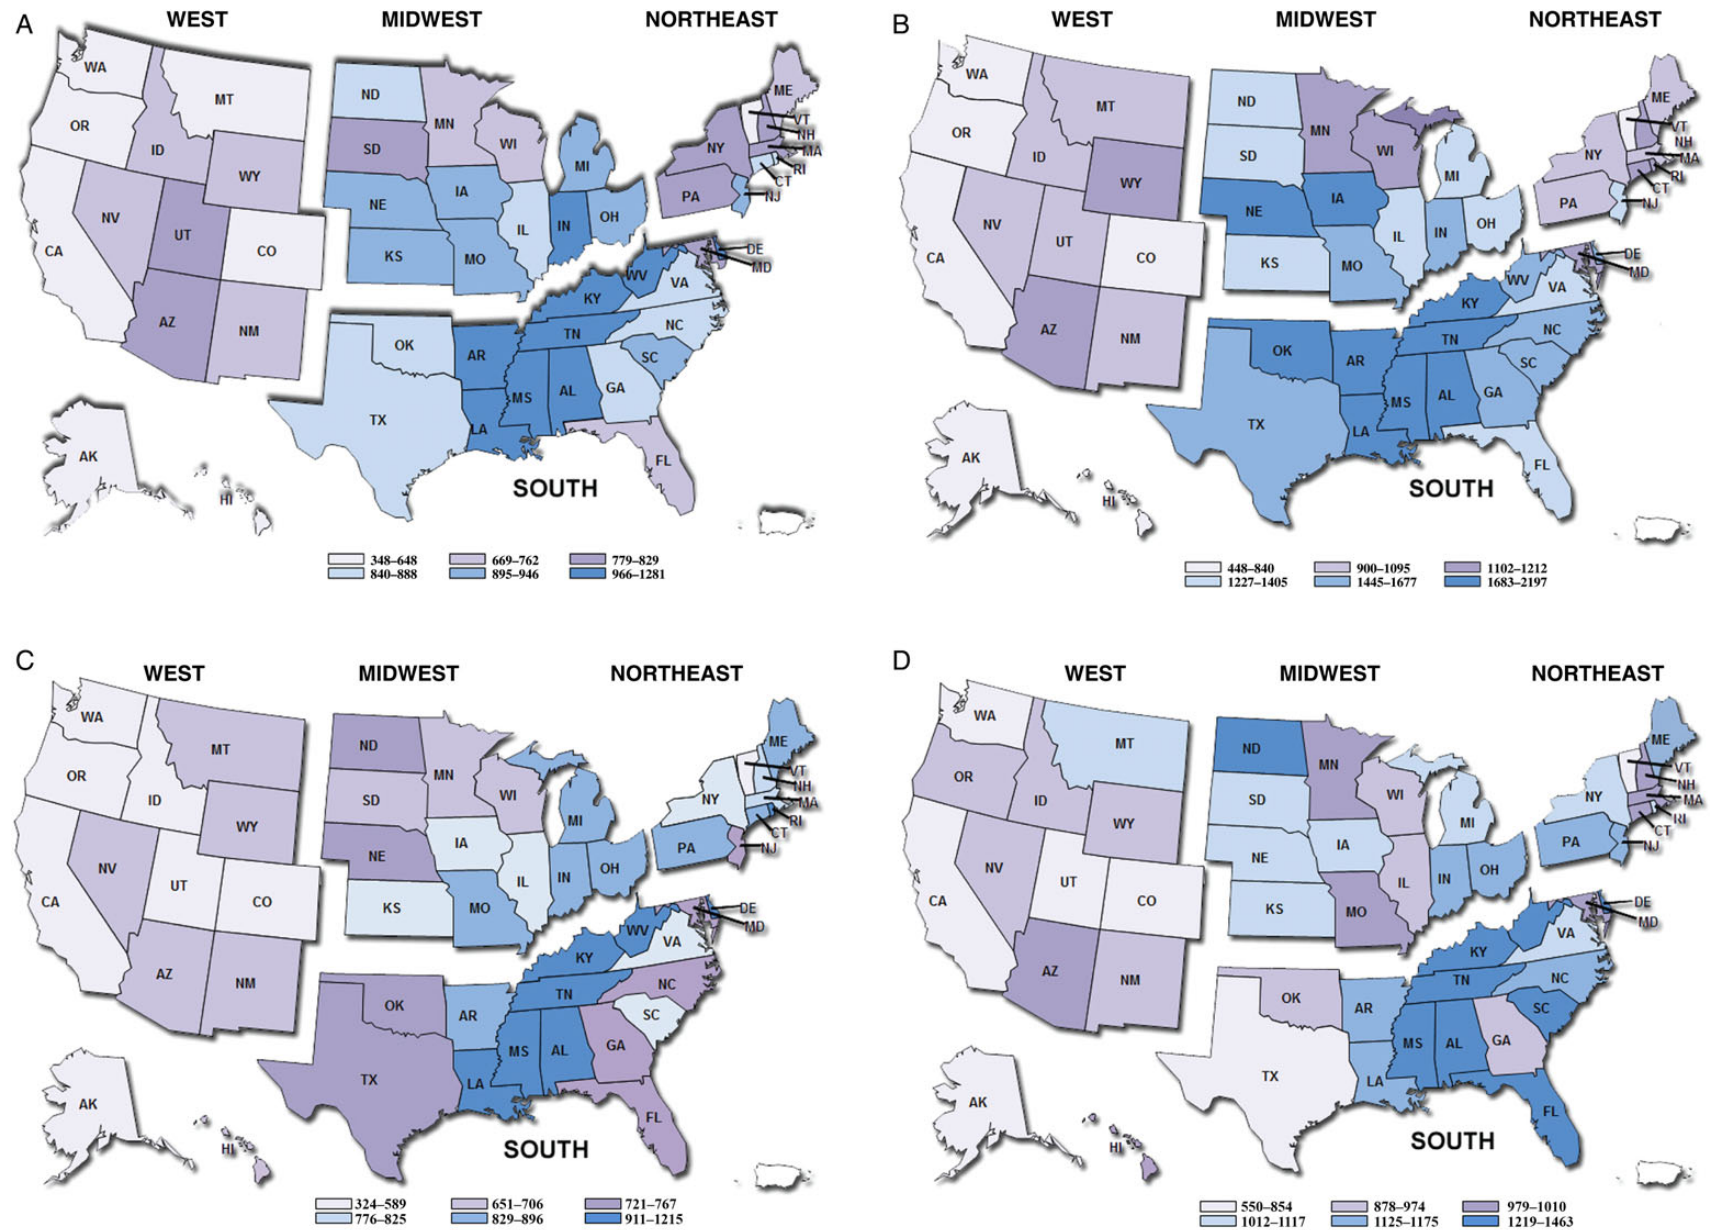 A
WEST
MIDWEST
NORTHEAST
WA
MT
OR
ID
WY
NV
UT
CA
CO
AZ
NM
AK
HI
ND
MN
SD
WI
MI
NE
IA
IL
IN
OH
KS
MO
ME
VT
NH
NY
MA
RI
CT
PA
NJ
DE
MD
WV
VA
KY
NC
TN
OK
AR
SC
MS
AL
GA
TX
LA
FL
SOUTH
348–648 669–762 779–829
840–888 895–946 966–1281
B
WEST
MIDWEST
NORTHEAST
WA
MT
OR
ID
WY
NV
UT
CA
CO
AZ
NM
AK
HI
ND
MN
SD
WI
MI
NE
IA
IL
IN
OH
KS
MO
ME
VT
NH
NY
MA
RI
CT
PA
NJ
DE
MD
WV
VA
KY
NC
TN
OK
AR
SC
MS
AL
GA
TX
LA
FL
SOUTH
448–840 900–1095 1102–1212
1227–1405 1445–1677 1683–2197
C
WEST
MIDWEST
NORTHEAST
WA
MT
OR
ID
WY
NV
UT
CA
CO
AZ
NM
AK
HI
ND
MN
SD
WI
MI
NE
IA
IL
IN
OH
KS
MO
ME
VT
NH
NY
MA
RI
CT
PA
NJ
DE
MD
WV
VA
KY
NC
TN
OK
AR
SC
MS
AL
GA
TX
LA
FL
SOUTH
324–589 651–706 721–767
776–825 829–896 911–1215
D
WEST
MIDWEST
NORTHEAST
WA
MT
OR
ID
WY
NV
UT
CA
CO
AZ
NM
AK
HI
ND
MN
SD
WI
MI
NE
IA
IL
IN
OH
KS
MO
ME
VT
NH
NY
MA
RI
CT
PA
NJ
DE
MD
VA
KY
NC
TN
OK
AR
SC
MS
AL
GA
TX
LA
FL
SOUTH
550–854 878–974 979–1010
1012–1117 1125–1175 1219–1463